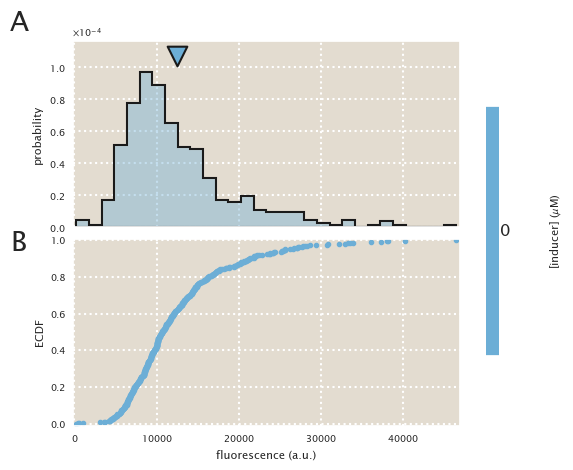 A
×10⁻⁴
1.0
0.8
0.6
0.4
0.2
0.0
probability
B
1.0
0.8
0.6
0.4
0.2
0.0
ECDF
0 10000 20000 30000 40000
fluorescence (a.u.)
0
[inducer] (μM)